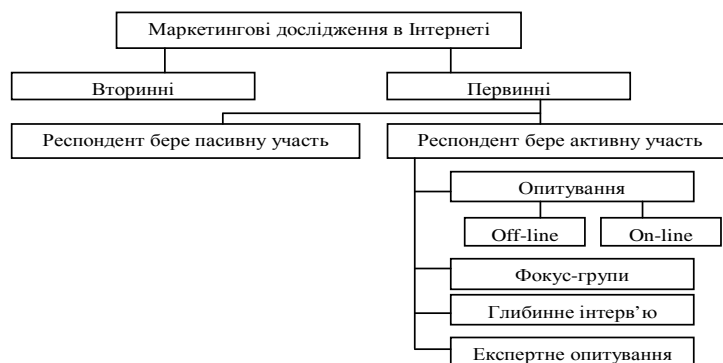 Маркетингові дослідження в Інтернеті
Вторинні
Первинні
Респондент бере пасивну участь
Респондент бере активну участь
Опитування
Off-line
On-line
Фокус-групи
Глибинне інтерв’ю
Експертне опитування